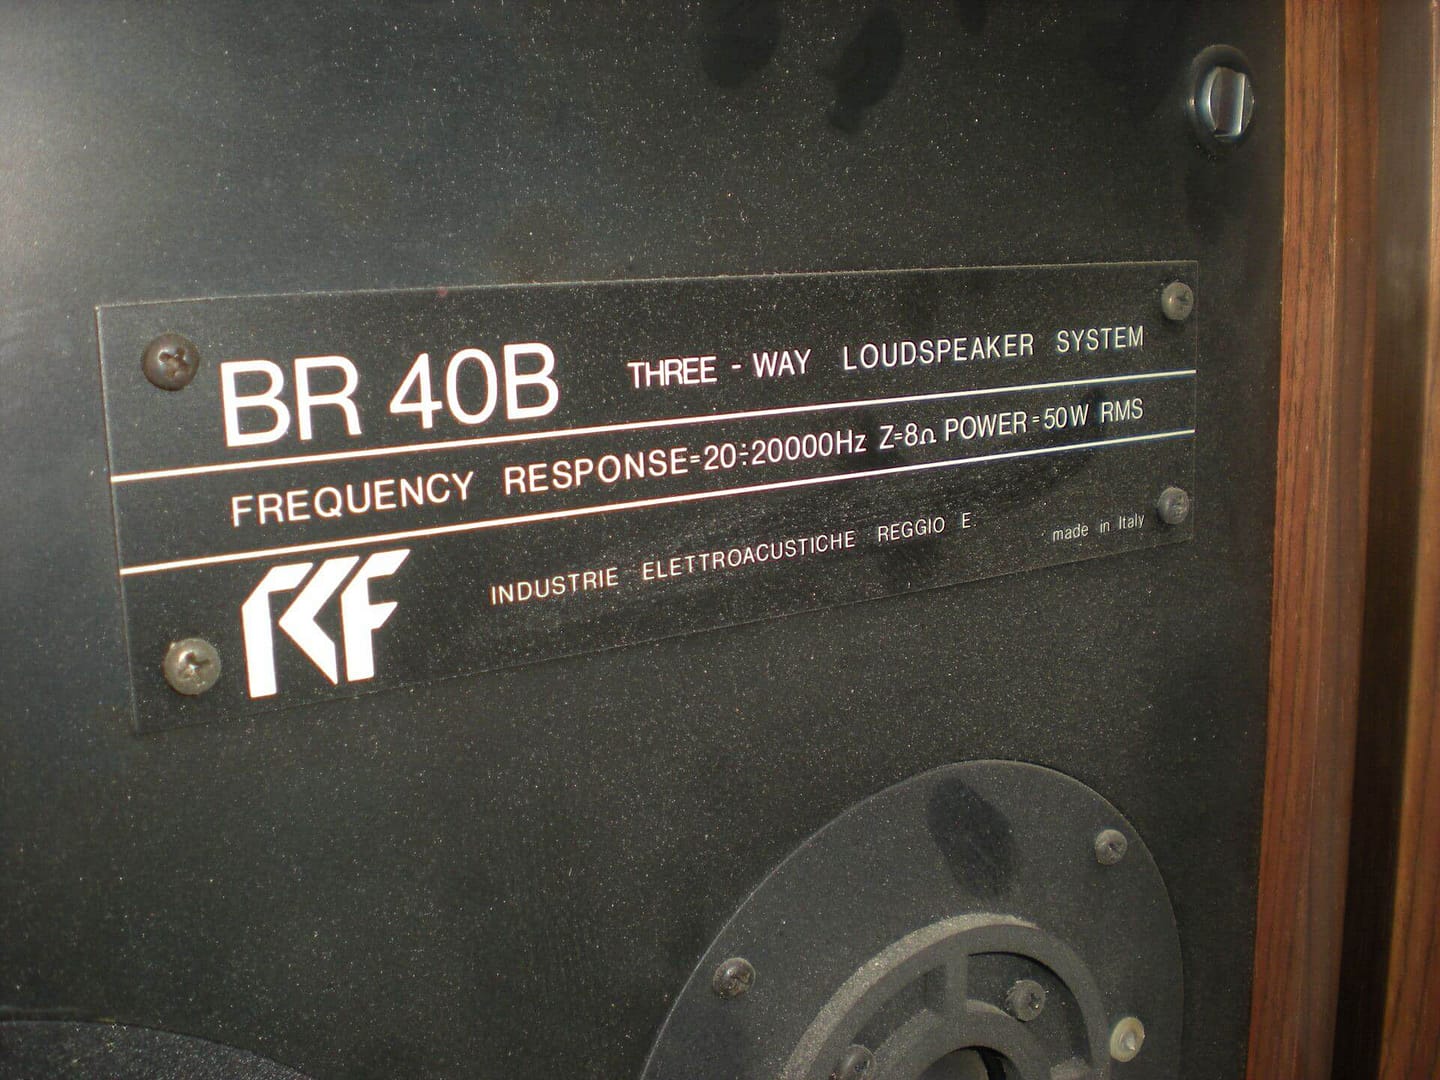 BR 40B THREE - WAY LOUDSPEAKER SYSTEM
FREQUENCY RESPONSE=20÷20000Hz Z=8Ω POWER=50W RMS
RCF INDUSTRIE ELETTROACUSTICHE REGGIO E made in Italy